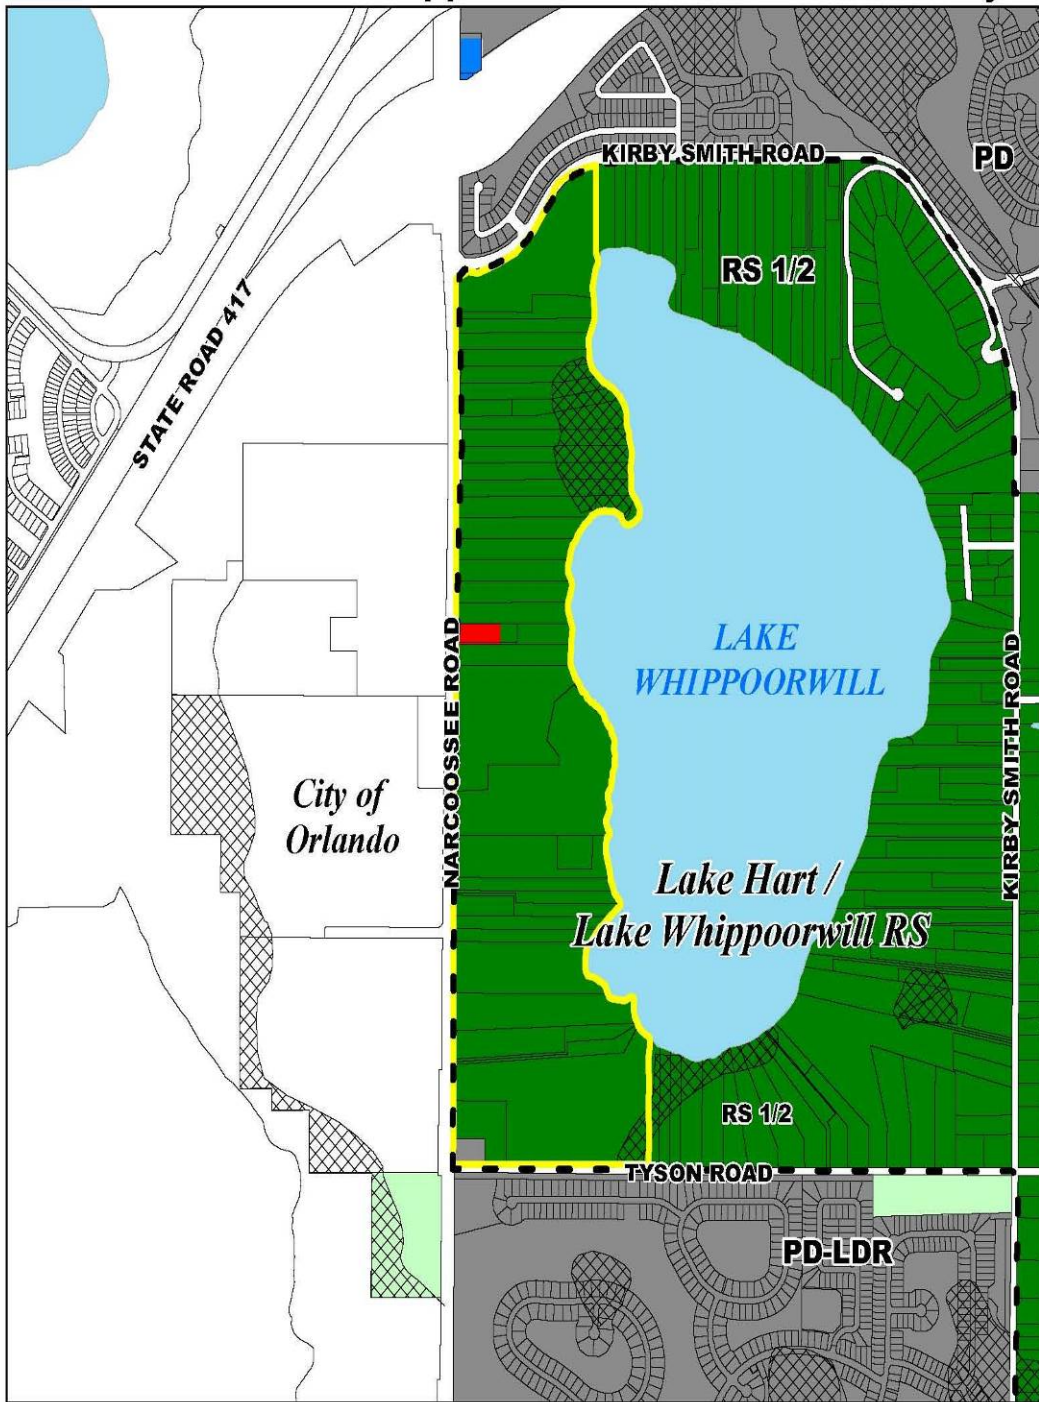 KIRBY SMITH ROAD
PD
RS 1/2
STATE ROAD 417
LAKE
WHIPPOORWILL
NARCOOSSEE ROAD
KIRBY SMITH ROAD
City of
Orlando
Lake Hart /
Lake Whippoorwill RS
RS 1/2
TYSON ROAD
PD-LDR